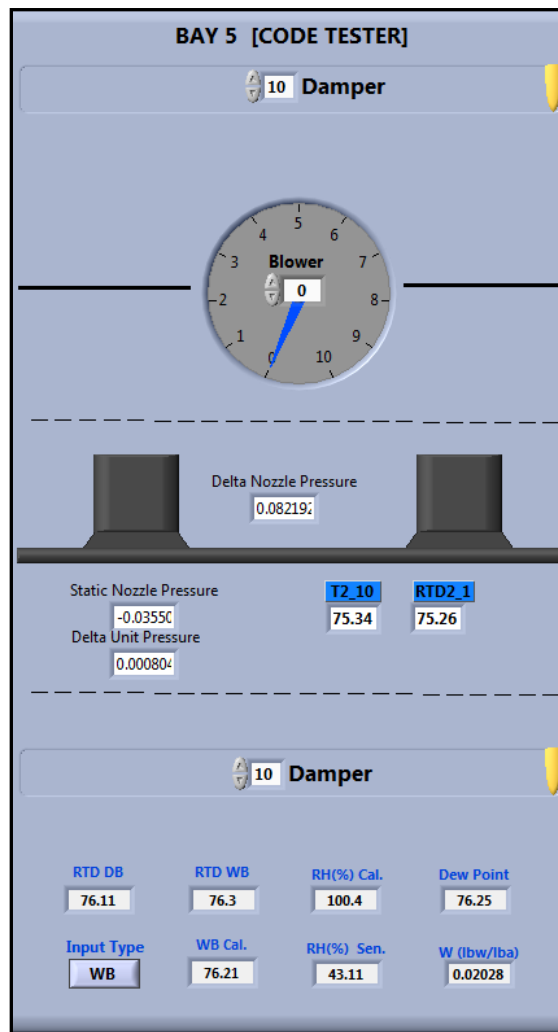 BAY 5 [CODE TESTER]
10 Damper
5
4 6
3 Blower 7
0
2 8
1 9
0 10
Delta Nozzle Pressure
0.082192
Static Nozzle Pressure T2_10 RTD2_1
-0.03550 75.34 75.26
Delta Unit Pressure
0.000804
10 Damper
RTD DB RTD WB RH(%) Cal. Dew Point
76.11 76.3 100.4 76.25
Input Type WB Cal. RH(%) Sen. W (lbw/lba)
WB 76.21 43.11 0.02028